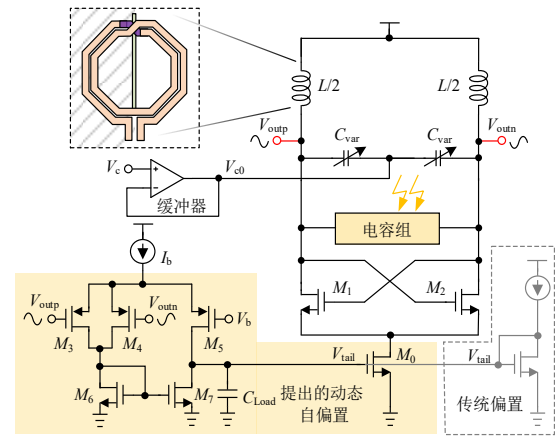 L/2
L/2
Voutp
Cvar
Cvar
Voutn
Vc
Vc0
缓冲器
电容组
Ib
M1
M2
Voutp
Voutn
Vb
M3
M4
M5
Vtail
M0
Vtail
M6
M7
CLoad
提出的动态
自偏置
传统偏置